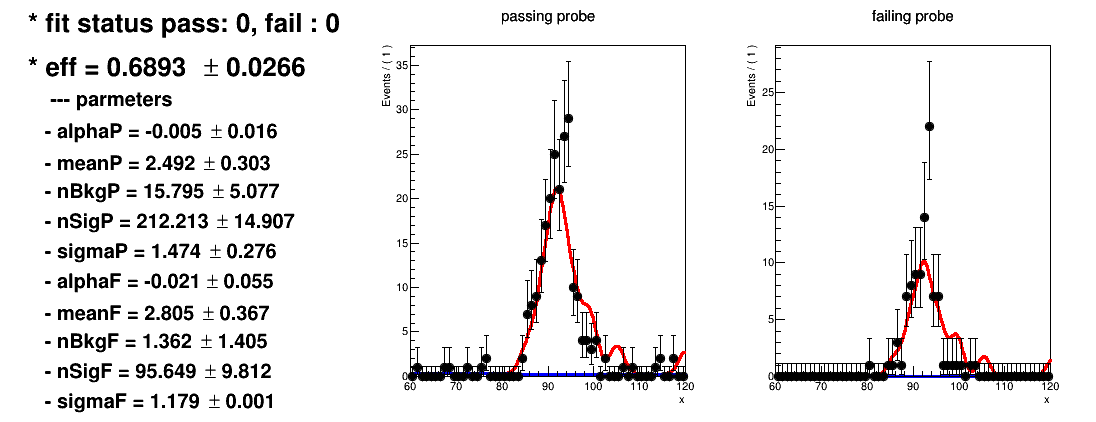 * fit status pass: 0, fail : 0
* eff = 0.6893 ± 0.0266
--- parmeters
- alphaP = -0.005 ± 0.016
- meanP = 2.492 ± 0.303
- nBkgP = 15.795 ± 5.077
- nSigP = 212.213 ± 14.907
- sigmaP = 1.474 ± 0.276
- alphaF = -0.021 ± 0.055
- meanF = 2.805 ± 0.367
- nBkgF = 1.362 ± 1.405
- nSigF = 95.649 ± 9.812
- sigmaF = 1.179 ± 0.001
passing probe
Events / ( 1 )
35
30
25
20
15
10
5
0
60 70 80 90 100 110 120
x
failing probe
Events / ( 1 )
25
20
15
10
5
0
60 70 80 90 100 110 120
x